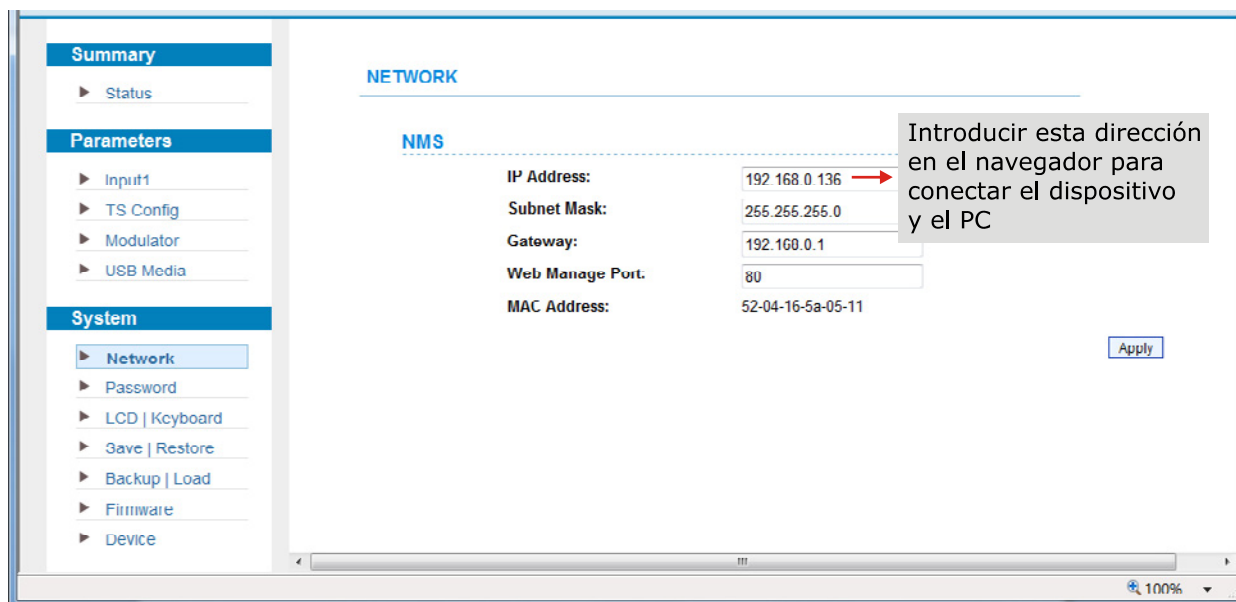 Summary
Status
Parameters
Input1
TS Config
Modulator
USB Media
System
Network
Password
LCD | Keyboard
Save | Restore
Backup | Load
Firmware
Device
NETWORK
NMS
IP Address: 192.168.0.136
Subnet Mask: 255.255.255.0
Gateway: 192.168.0.1
Web Manage Port: 80
MAC Address: 52-04-16-5a-05-11
Introducir esta dirección
en el navegador para
conectar el dispositivo
y el PC
Apply
100%